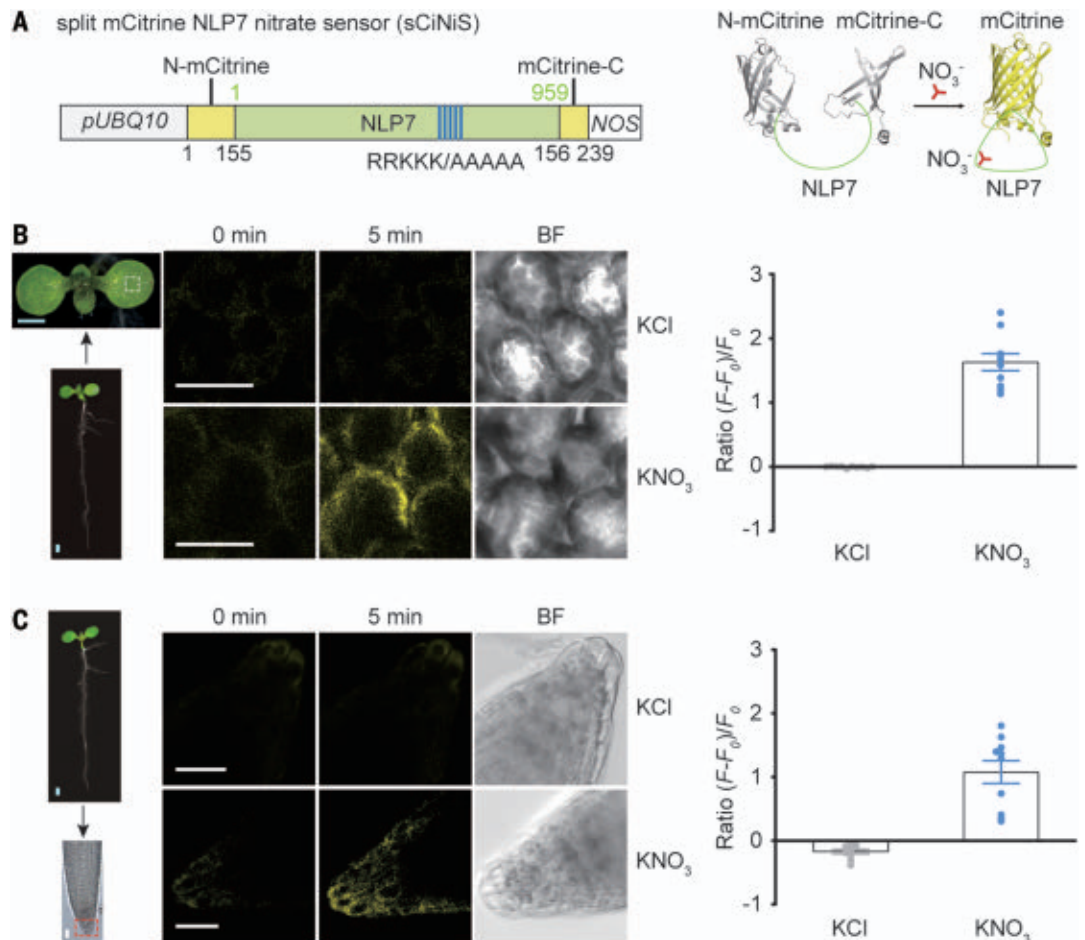 A split mCitrine NLP7 nitrate sensor (sCiNiS)
N-mCitrine mCitrine-C
1 959
pUBQ10 NLP7 NOS
1 155 156 239
RRKKK/AAAAA
N-mCitrine mCitrine-C mCitrine
NO₃⁻
NO₃⁻
NLP7 NLP7
B 0 min 5 min BF
KCl
KNO₃
Ratio (F-F₀)/F₀
3
2
1
0
-1
KCl KNO₃
C 0 min 5 min BF
KCl
KNO₃
Ratio (F-F₀)/F₀
3
2
1
0
-1
KCl KNO₃